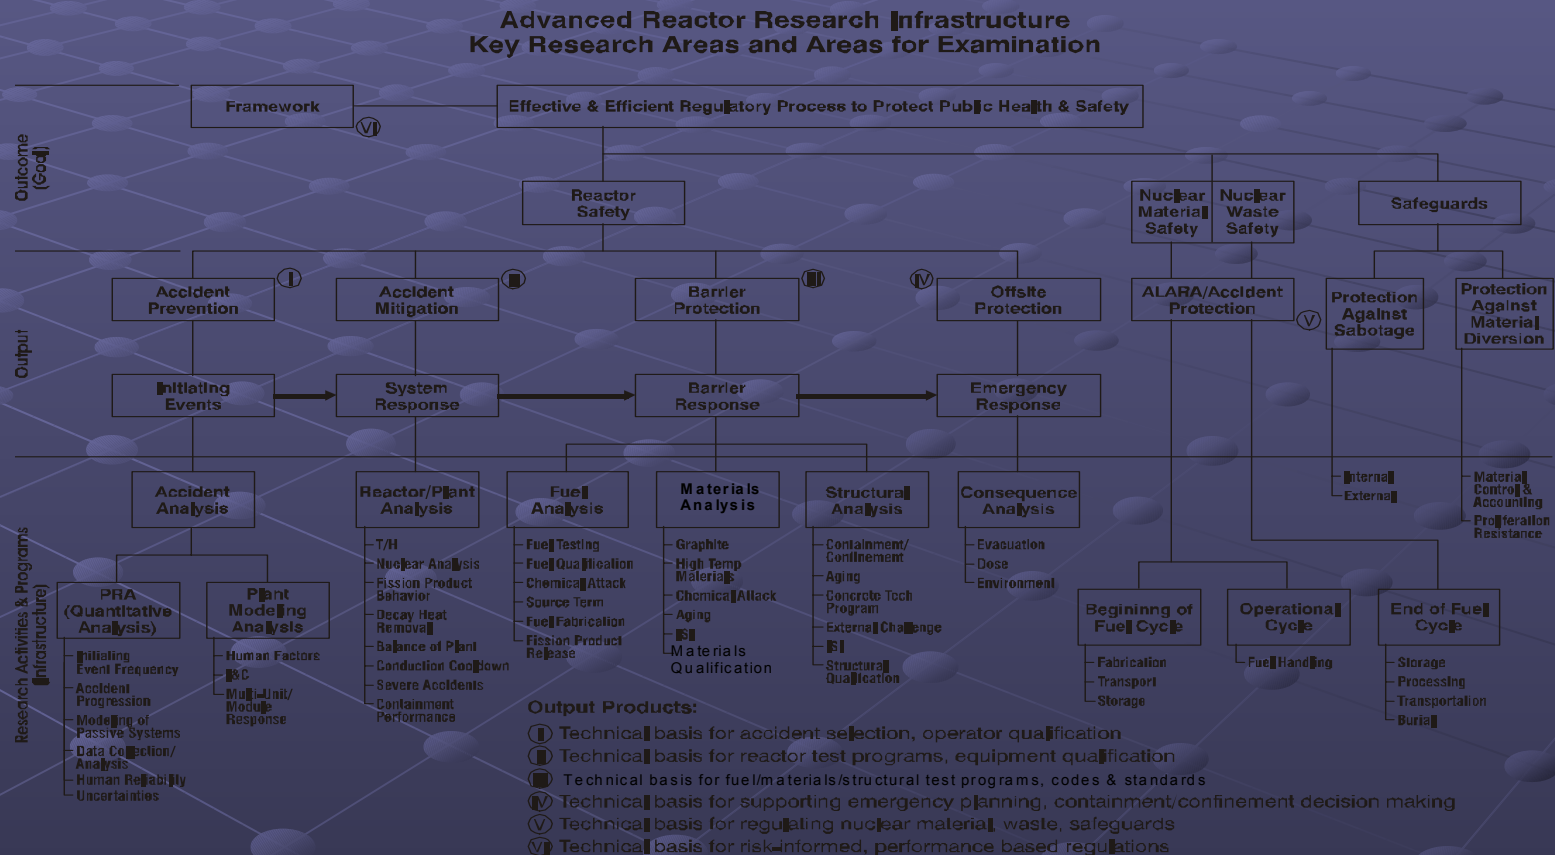 Advanced Reactor Research Infrastructure
Key Research Areas and Areas for Examination
Outcome
(Goal)
Framework
VI
Effective & Efficient Regulatory Process to Protect Public Health & Safety
Reactor
Safety
Nuclear
Material
Safety
Nuclear
Waste
Safety
Safeguards
Output
Accident
Prevention
I
Accident
Mitigation
II
Barrier
Protection
III
IV
Offsite
Protection
ALARA/Accident
Protection
V
Protection
Against
Sabotage
Protection
Against
Material
Diversion
Initiating
Events
System
Response
Barrier
Response
Emergency
Response
Research Activities & Programs
(Infrastructure)
Accident
Analysis
Reactor/Plant
Analysis
Fuel
Analysis
Materials
Analysis
Structural
Analysis
Consequence
Analysis
Internal
External
Material
Control &
Accounting
Proliferation
Resistance
PRA
(Quantitative
Analysis)
Initiating
Event Frequency
Accident
Progression
Modeling of
Passive Systems
Data Collection/
Analysis
Human Reliability
Uncertainties
Plant
Modeling
Analysis
Human Factors
I&C
Multi-Unit/
Module
Response
T/H
Nuclear Analysis
Fission Product
Behavior
Decay Heat
Removal
Balance of Plant
Conduction Cooldown
Severe Accidents
Containment
Performance
Fuel Testing
Fuel Qualification
Chemical Attack
Source Term
Fuel Fabrication
Fission Product
Release
Graphite
High Temp
Materials
Chemical Attack
Aging
ISI
Materials
Qualification
Containment/
Confinement
Aging
Concrete Tech
Program
External Challenge
ISI
Structural
Qualification
Evacuation
Dose
Environment
Begininng of
Fuel Cycle
Fabrication
Transport
Storage
Operational
Cycle
Fuel Handling
End of Fuel
Cycle
Storage
Processing
Transportation
Burial
Output Products:
I Technical basis for accident selection, operator qualification
II Technical basis for reactor test programs, equipment qualification
III Technical basis for fuel/materials/structural test programs, codes & standards
IV Technical basis for supporting emergency planning, containment/confinement decision making
V Technical basis for regulating nuclear material, waste, safeguards
VI Technical basis for risk-informed, performance based regulations